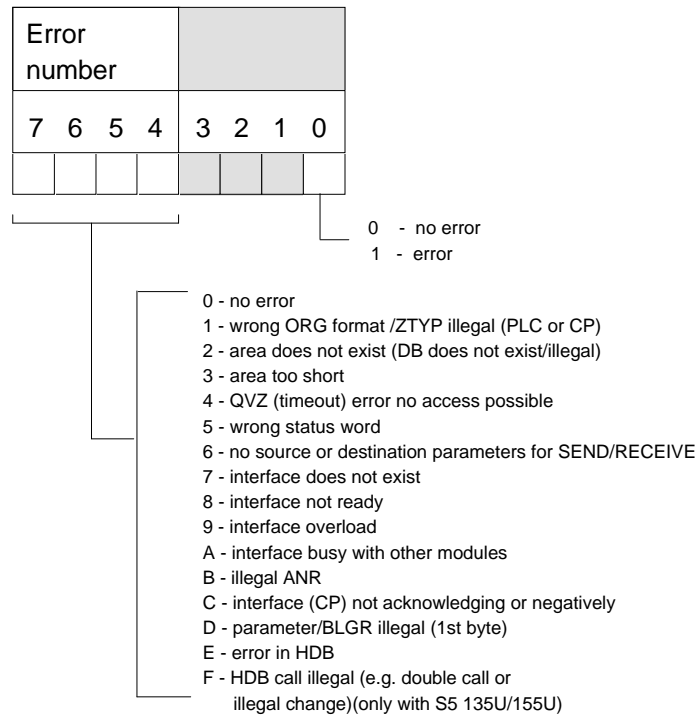 Error
number
7 6 5 4 3 2 1 0
0 - no error
1 - error
0 - no error
1 - wrong ORG format /ZTYP illegal (PLC or CP)
2 - area does not exist (DB does not exist/illegal)
3 - area too short
4 - QVZ (timeout) error no access possible
5 - wrong status word
6 - no source or destination parameters for SEND/RECEIVE
7 - interface does not exist
8 - interface not ready
9 - interface overload
A - interface busy with other modules
B - illegal ANR
C - interface (CP) not acknowledging or negatively
D - parameter/BLGR illegal (1st byte)
E - error in HDB
F - HDB call illegal (e.g. double call or
illegal change)(only with S5 135U/155U)